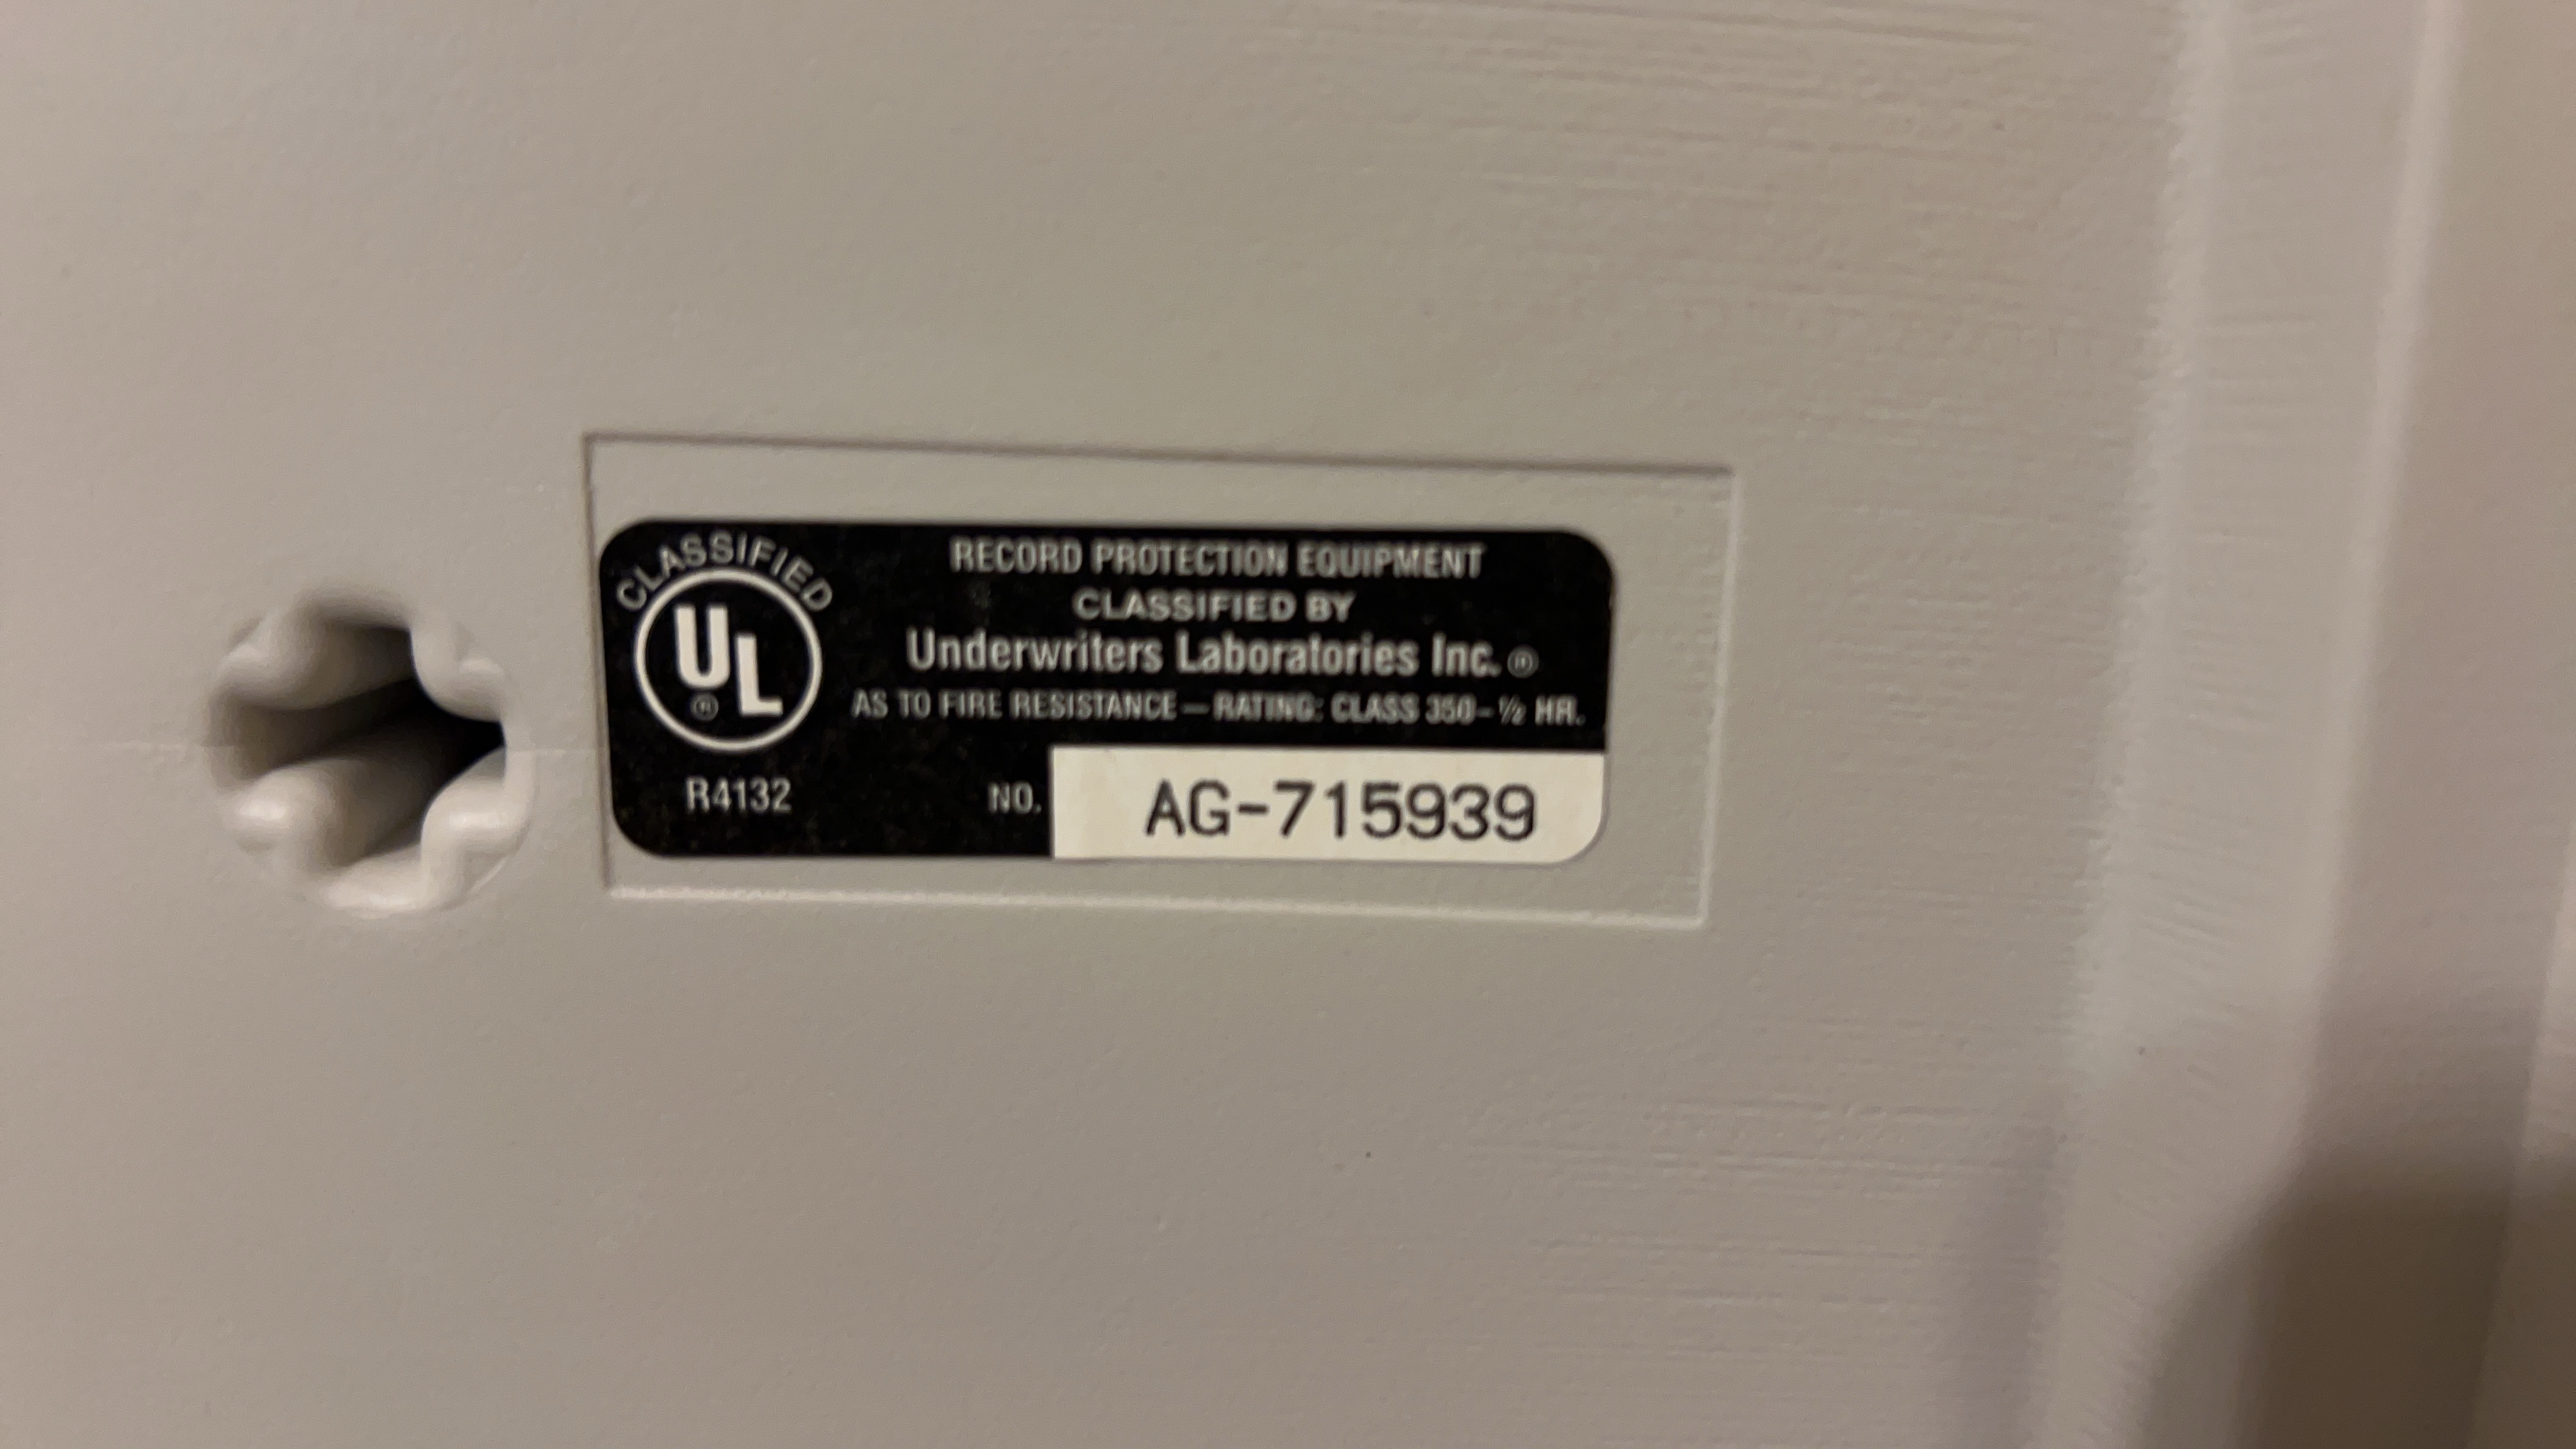 CLASSIFIED
UL®
R4132
RECORD PROTECTION EQUIPMENT
CLASSIFIED BY
Underwriters Laboratories Inc.®
AS TO FIRE RESISTANCE — RATING: CLASS 350-½ HR.
NO. AG-715939